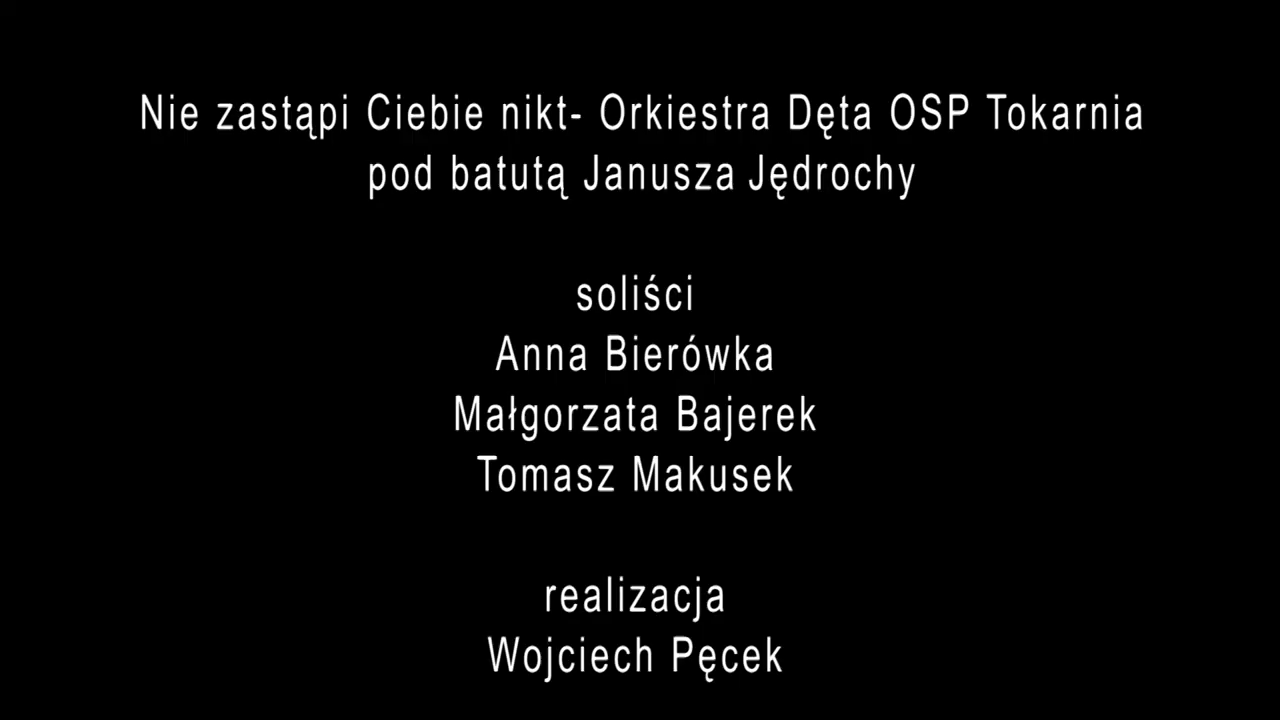 Nie zastąpi Ciebie nikt- Orkiestra Dęta OSP Tokarnia
pod batutą Janusza Jędrochy
soliści
Anna Bierówka
Małgorzata Bajerek
Tomasz Makusek
realizacja
Wojciech Pęcek